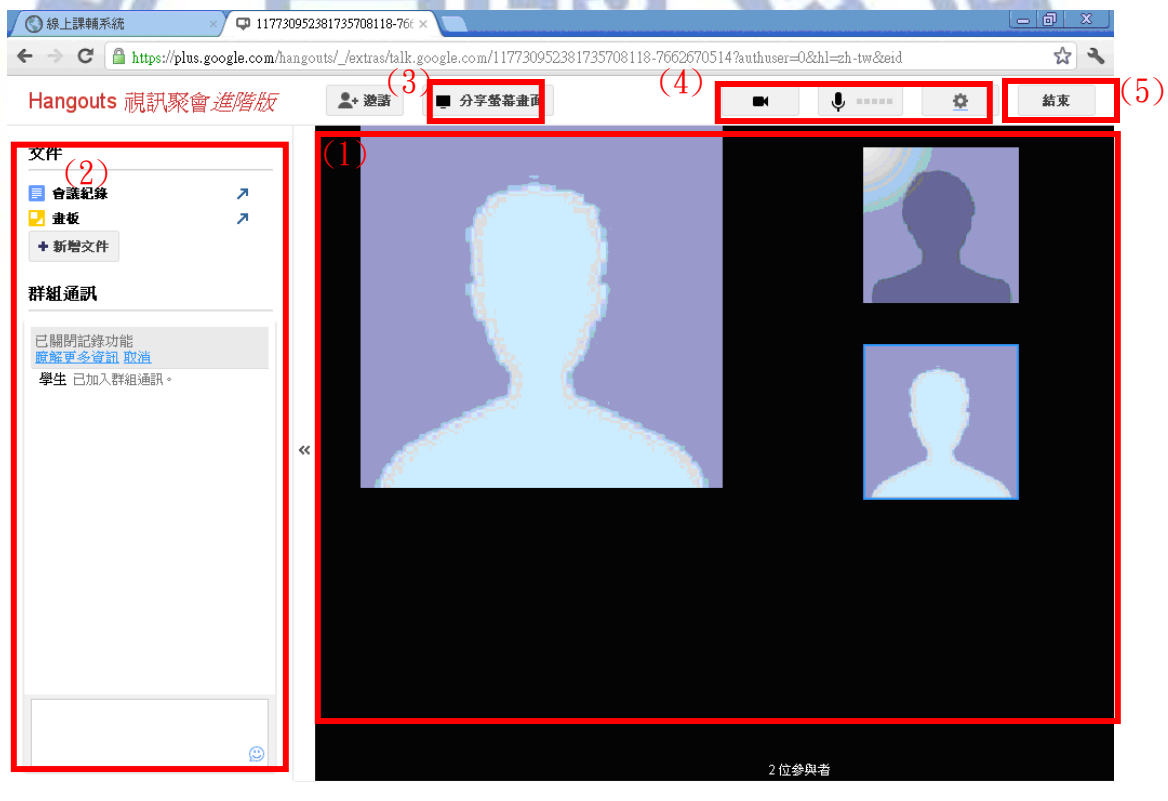 線上課輔系統
117730952381735708118-766
https://plus.google.com/hangouts/_/extras/talk.google.com/117730952381735708118-7662670514?authuser=0&hl=zh-tw&eid
Hangouts 視訊聚會進階版
邀請
(3)
分享螢幕畫面
(4)
結束
(5)
文件
(2)
會議紀錄
畫板
+ 新增文件
群組通訊
已關閉記錄功能
瞭解更多資訊 取消
學生 已加入群組通訊。
«
(1)
2 位參與者